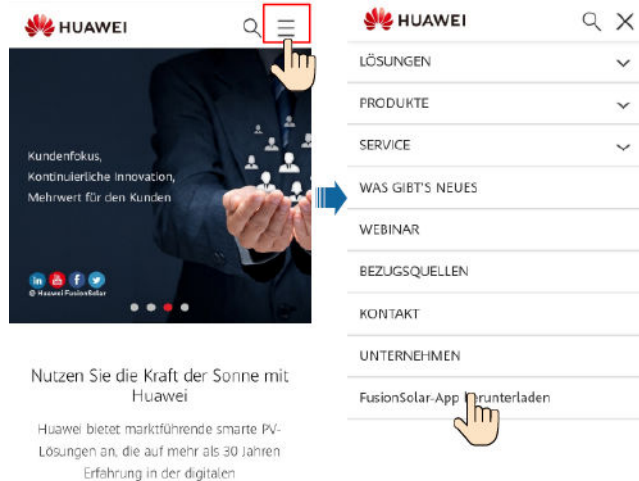 HUAWEI
Kundenfokus,
Kontinuierliche Innovation,
Mehrwert für den Kunden
© Huawei FusionSolar
Nutzen Sie die Kraft der Sonne mit
Huawei
Huawei bietet marktführende smarte PV-
Lösungen an, die auf mehr als 30 Jahren
Erfahrung in der digitalen
HUAWEI
LÖSUNGEN
PRODUKTE
SERVICE
WAS GIBT'S NEUES
WEBINAR
BEZUGSQUELLEN
KONTAKT
UNTERNEHMEN
FusionSolar-App herunterladen